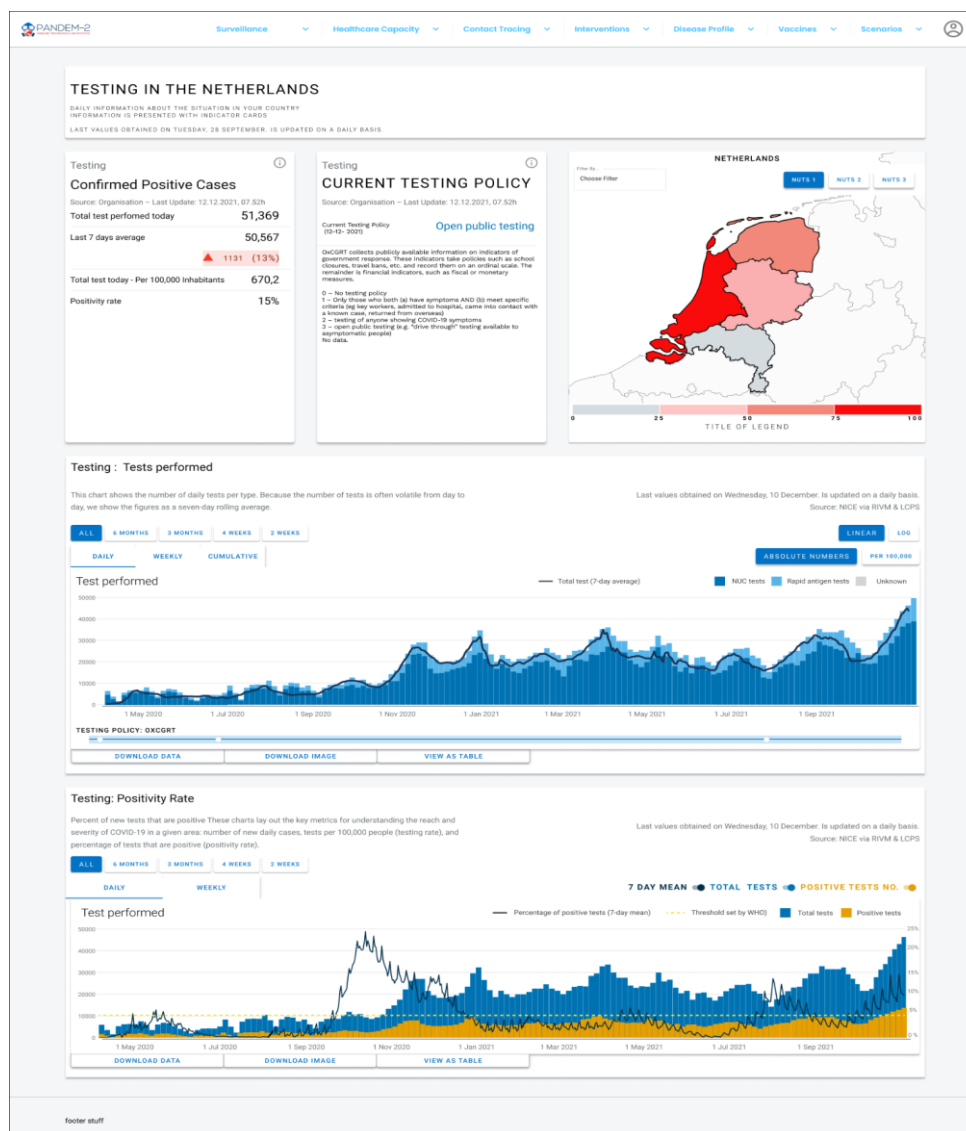 PANDEM-2
Surveillance
Healthcare Capacity
Contact Tracing
Interventions
Disease Profile
Vaccines
Scenarios
TESTING IN THE NETHERLANDS
DAILY INFORMATION ABOUT THE SITUATION IN YOUR COUNTRY
INFORMATION IS PRESENTED WITH INDICATOR CARDS
LAST VALUES OBTAINED ON TUESDAY, 28 SEPTEMBER. IS UPDATED ON A DAILY BASIS
Testing
Confirmed Positive Cases
Source: Organisation – Last Update: 12.12.2021, 07.52h
Total test perfomed today 51,369
Last 7 days average 50,567
1131 (13%)
Total test today - Per 100,000 Inhabitants 670,2
Positivity rate 15%
Testing
CURRENT TESTING POLICY
Source: Organisation – Last Update: 12.12.2021, 07.52h
Current Testing Policy
(12-12- 2021)
Open public testing
OxCGRT collects publicly available information on indicators of
government response. These indicators take policies such as school
closures, travel bans, etc. and record them on an ordinal scale. The
remainder is financial indicators, such as fiscal or monetary
measures.
0 – No testing policy
1 – Only those who both (a) have symptoms AND (b) meet specific
criteria (eg key workers, admitted to hospital, came into contact with
a known case, returned from overseas)
2 – testing of anyone showing COVID-19 symptoms
3 – open public testing (e.g. "drive through" testing available to
asymptomatic people)
No data.
NETHERLANDS
Filter By...
Choose Filter
NUTS 1
NUTS 2
NUTS 3
0 25 50 75 100
TITLE OF LEGEND
Testing : Tests performed
This chart shows the number of daily tests per type. Because the number of tests is often volatile from day to
day, we show the figures as a seven-day rolling average.
Last values obtained on Wednesday, 10 December. Is updated on a daily basis.
Source: NICE via RIVM & LCPS
ALL
6 MONTHS
3 MONTHS
4 WEEKS
2 WEEKS
LINEAR
LOG
DAILY
WEEKLY
CUMULATIVE
ABSOLUTE NUMBERS
PER 100,000
Test performed
Total test (7-day average)
NUC tests
Rapid antigen tests
Unknown
50000
40000
30000
20000
10000
0
1 May 2020
1 Jul 2020
1 Sep 2020
1 Nov 2020
1 Jan 2021
1 Mar 2021
1 May 2021
1 Jul 2021
1 Sep 2021
TESTING POLICY: OXCGRT
DOWNLOAD DATA
DOWNLOAD IMAGE
VIEW AS TABLE
Testing: Positivity Rate
Percent of new tests that are positive These charts lay out the key metrics for understanding the reach and
severity of COVID-19 in a given area: number of new daily cases, tests per 100,000 people (testing rate), and
percentage of tests that are positive (positivity rate).
Last values obtained on Wednesday, 10 December. Is updated on a daily basis.
Source: NICE via RIVM & LCPS
ALL
6 MONTHS
3 MONTHS
4 WEEKS
2 WEEKS
DAILY
WEEKLY
7 DAY MEAN
TOTAL TESTS
POSITIVE TESTS NO.
Test performed
Percentage of positive tests (7-day mean)
Threshold set by WHO)
Total tests
Positive tests
50000
40000
30000
20000
10000
0
25%
20%
15%
10%
5%
0%
1 May 2020
1 Jul 2020
1 Sep 2020
1 Nov 2020
1 Jan 2021
1 Mar 2021
1 May 2021
1 Jul 2021
1 Sep 2021
DOWNLOAD DATA
DOWNLOAD IMAGE
VIEW AS TABLE
footer stuff